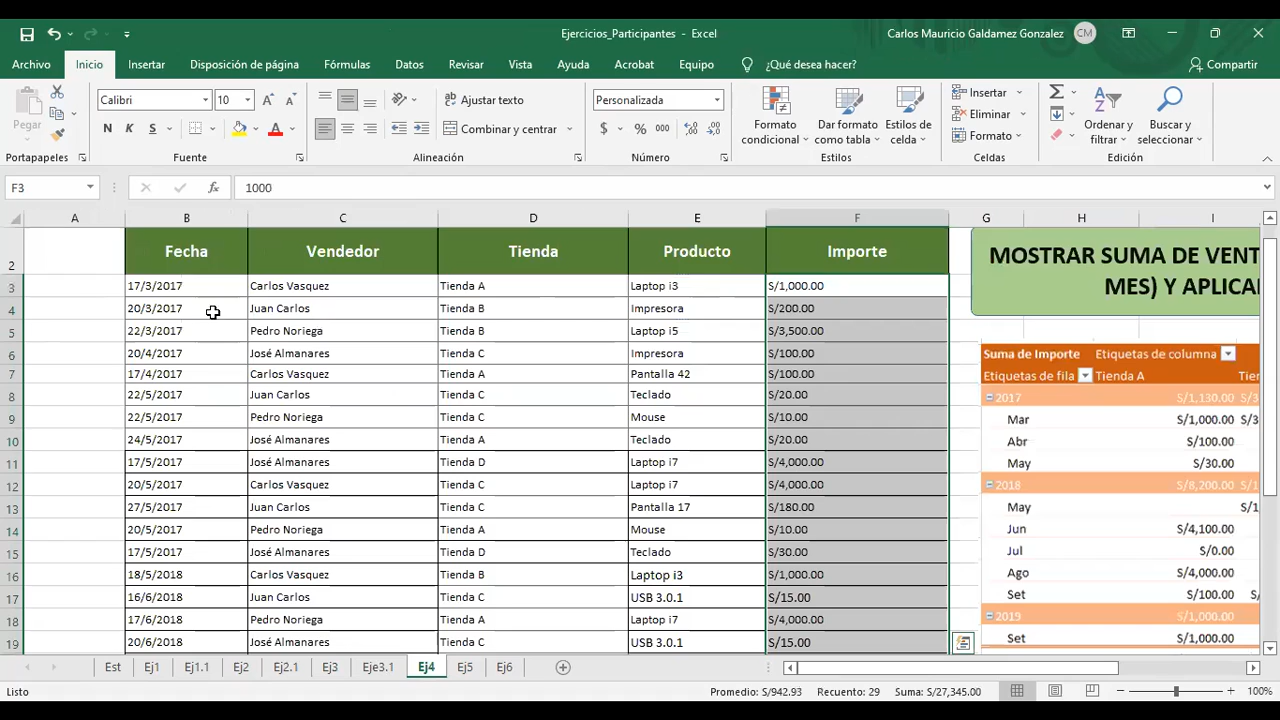 Ejercicios_Participantes - Excel
Carlos Mauricio Galdamez Gonzalez CM
Archivo Inicio Insertar Disposición de página Fórmulas Datos Revisar Vista Ayuda Acrobat Equipo ¿Qué desea hacer? Compartir
Pegar
Calibri 10 A A
N K S A
Ajustar texto
Combinar y centrar
Personalizada
$ % 000
Formato condicional
Dar formato como tabla
Estilos de celda
Insertar
Eliminar
Formato
Ordenar y filtrar
Buscar y seleccionar
Portapapeles Fuente Alineación Número Estilos Celdas Edición
F3 fx 1000
A B C D E F G H I
2 Fecha Vendedor Tienda Producto Importe
3 17/3/2017 Carlos Vasquez Tienda A Laptop i3 S/1,000.00
4 20/3/2017 Juan Carlos Tienda B Impresora S/200.00
5 22/3/2017 Pedro Noriega Tienda B Laptop i5 S/3,500.00
6 20/4/2017 José Almanares Tienda C Impresora S/100.00
7 17/4/2017 Carlos Vasquez Tienda A Pantalla 42 S/100.00
8 22/5/2017 Juan Carlos Tienda C Teclado S/20.00
9 22/5/2017 Pedro Noriega Tienda C Mouse S/10.00
10 24/5/2017 José Almanares Tienda A Teclado S/20.00
11 17/5/2017 José Almanares Tienda D Laptop i7 S/4,000.00
12 20/5/2017 Carlos Vasquez Tienda C Laptop i7 S/4,000.00
13 27/5/2017 Juan Carlos Tienda C Pantalla 17 S/180.00
14 20/5/2017 Pedro Noriega Tienda A Mouse S/10.00
15 17/5/2017 José Almanares Tienda D Teclado S/30.00
16 18/5/2018 Carlos Vasquez Tienda B Laptop i3 S/1,000.00
17 16/6/2018 Juan Carlos Tienda C USB 3.0.1 S/15.00
18 17/6/2018 Pedro Noriega Tienda A Laptop i7 S/4,000.00
19 20/6/2018 José Almanares Tienda C USB 3.0.1 S/15.00
MOSTRAR SUMA DE VENT
MES) Y APLICA
Suma de Importe Etiquetas de columna
Etiquetas de fila Tienda A Tien
2017 S/1,130.00 S/3
Mar S/1,000.00 S/3
Abr S/100.00
May S/30.00
2018 S/8,200.00 S/1
May S/1
Jun S/4,100.00
Jul S/0.00
Ago S/4,000.00
Set S/100.00 S/
2019 S/1,000.00
Set S/1,000.00
Est Ej1 Ej1.1 Ej2 Ej2.1 Ej3 Eje3.1 Ej4 Ej5 Ej6
Listo Promedio: S/942.93 Recuento: 29 Suma: S/27,345.00 100%